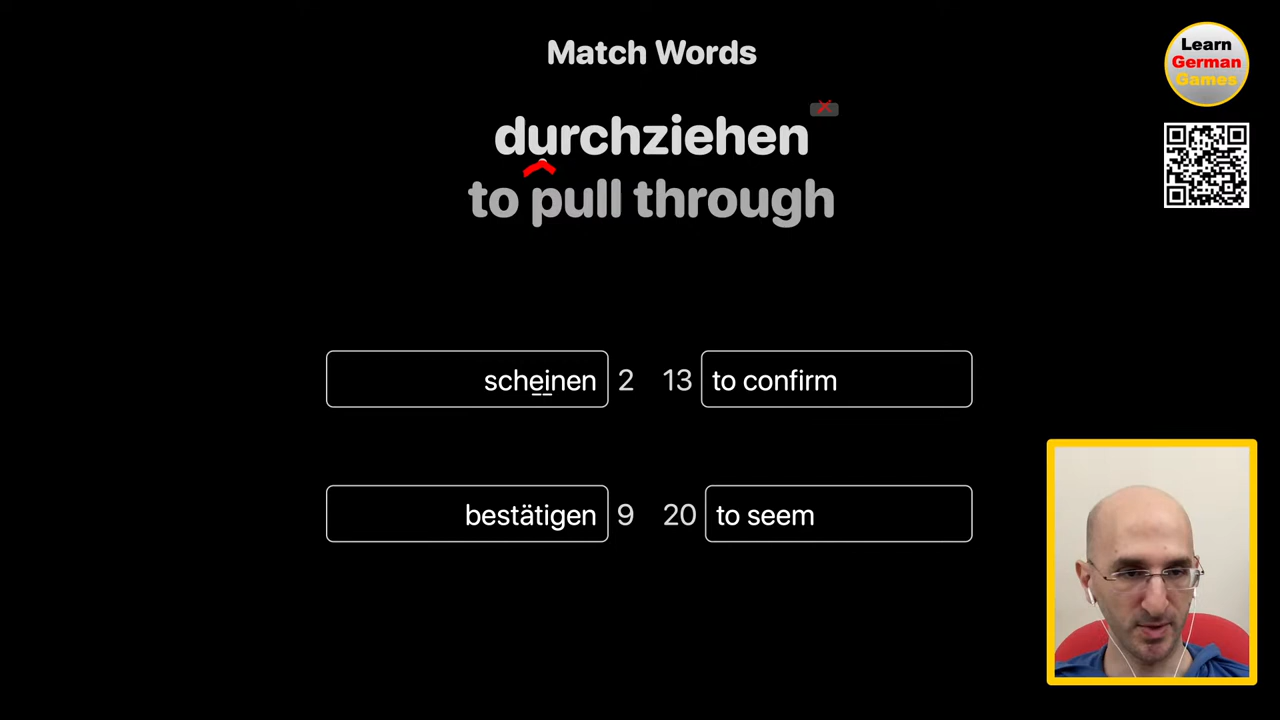 Match Words
Learn
German
Games
durchziehen
to pull through
scheinen 2 13 to confirm
bestätigen 9 20 to seem